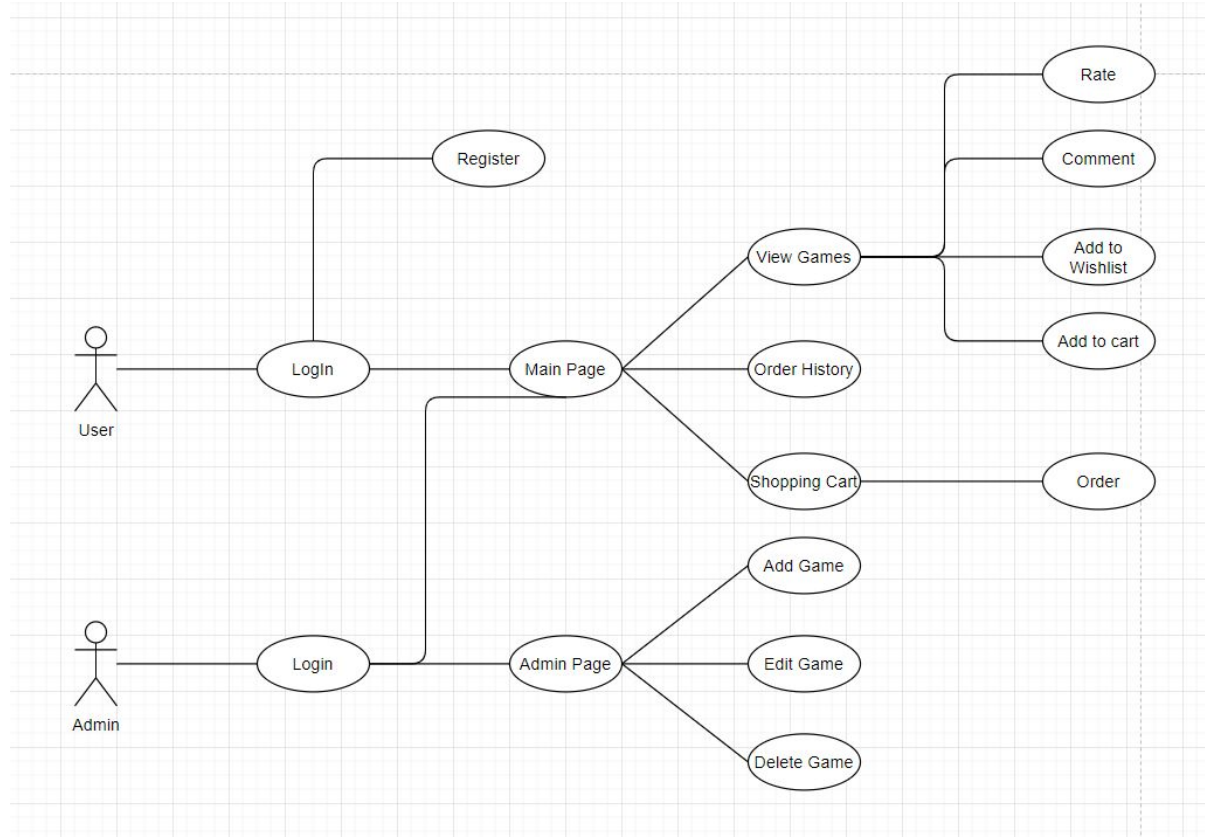 Rate
Register
Comment
View Games
Add to
Wishlist
Add to cart
LogIn
Main Page
Order History
User
Shopping Cart
Order
Add Game
Login
Admin Page
Edit Game
Admin
Delete Game